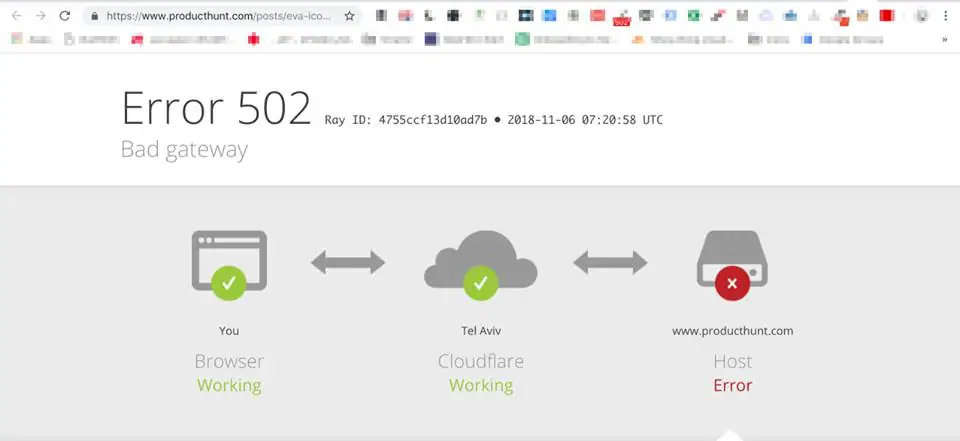 https://www.producthunt.com/posts/eva-ico...
502
Error 502
Ray ID: 4755ccf13d10ad7b • 2018-11-06 07:20:58 UTC
Bad gateway
You
Tel Aviv
www.producthunt.com
Browser
Cloudflare
Host
Working
Working
Error